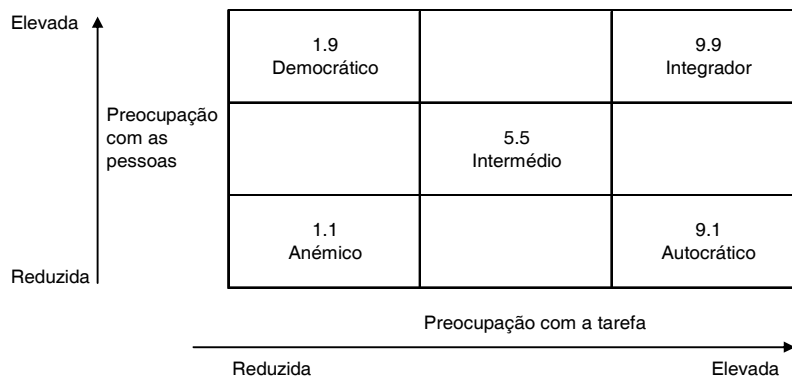 Elevada
1.9
Democrático
9.9
Integrador
Preocupação
com as
pessoas
5.5
Intermédio
1.1
Anémico
9.1
Autocrático
Reduzida
Preocupação com a tarefa
Reduzida
Elevada